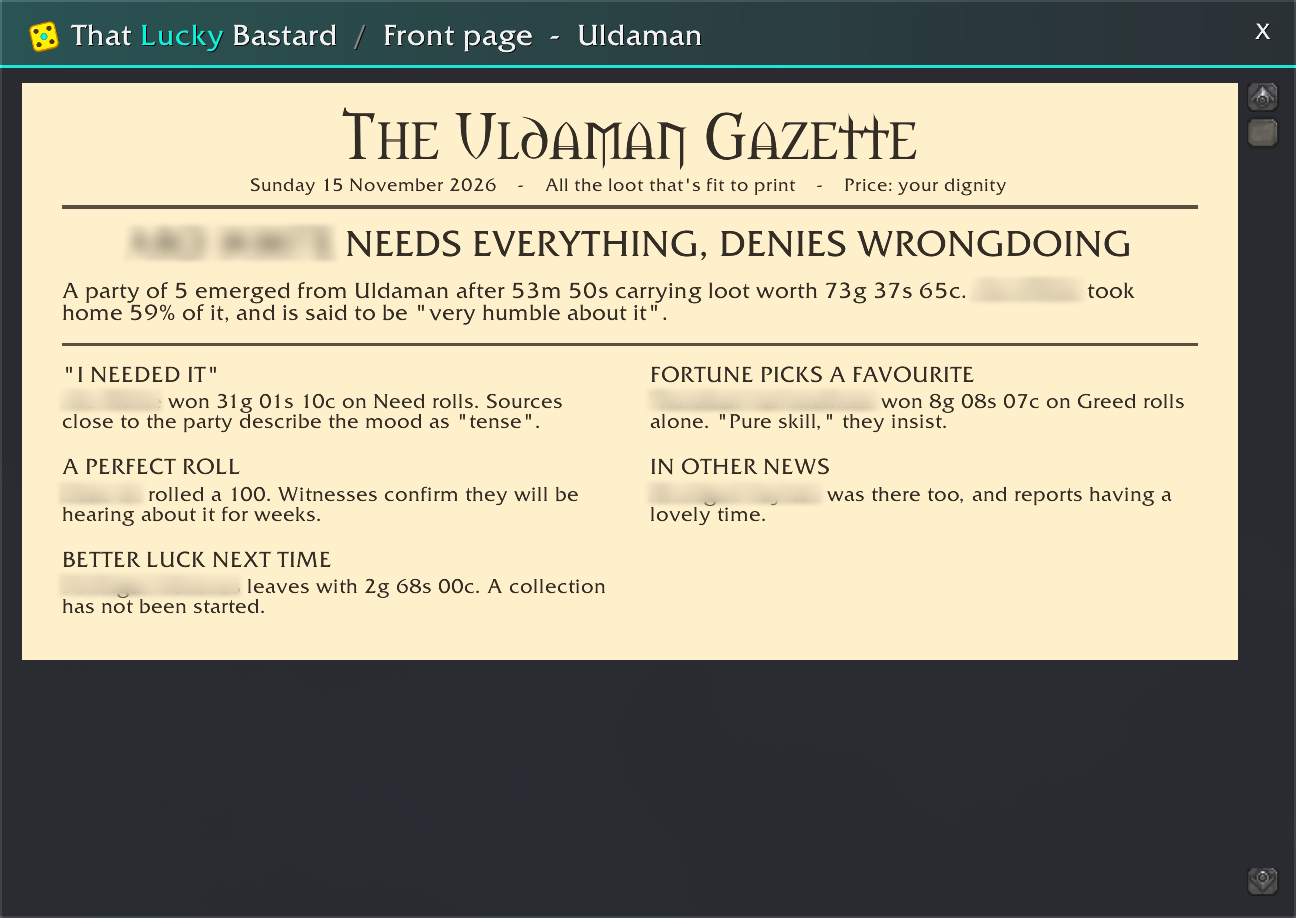 That Lucky Bastard / Front page - Uldaman
X
The Uldaman Gazette
Sunday 15 November 2026 - All the loot that's fit to print - Price: your dignity
NEEDS EVERYTHING, DENIES WRONGDOING
A party of 5 emerged from Uldaman after 53m 50s carrying loot worth 73g 37s 65c. took
home 59% of it, and is said to be "very humble about it".
"I NEEDED IT"
won 31g 01s 10c on Need rolls. Sources
close to the party describe the mood as "tense".
A PERFECT ROLL
rolled a 100. Witnesses confirm they will be
hearing about it for weeks.
BETTER LUCK NEXT TIME
leaves with 2g 68s 00c. A collection
has not been started.
FORTUNE PICKS A FAVOURITE
won 8g 08s 07c on Greed rolls
alone. "Pure skill," they insist.
IN OTHER NEWS
was there too, and reports having a
lovely time.